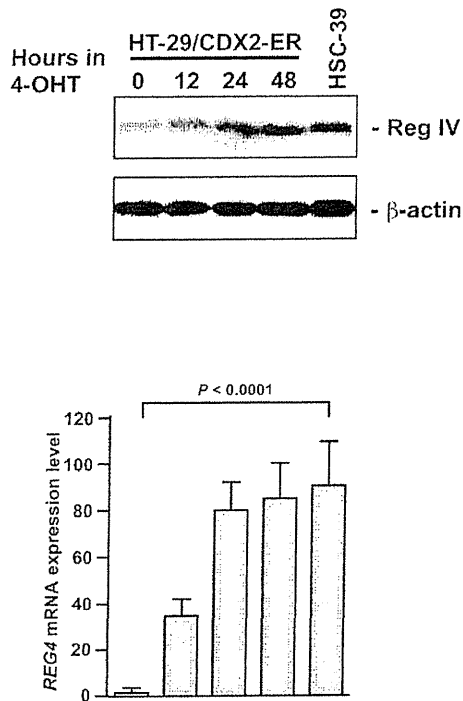 Hours in
4-OHT
HT-29/CDX2-ER
0 12 24 48
HSC-39
- Reg IV
- β-actin
P < 0.0001
REG4 mRNA expression level
120
100
80
60
40
20
0